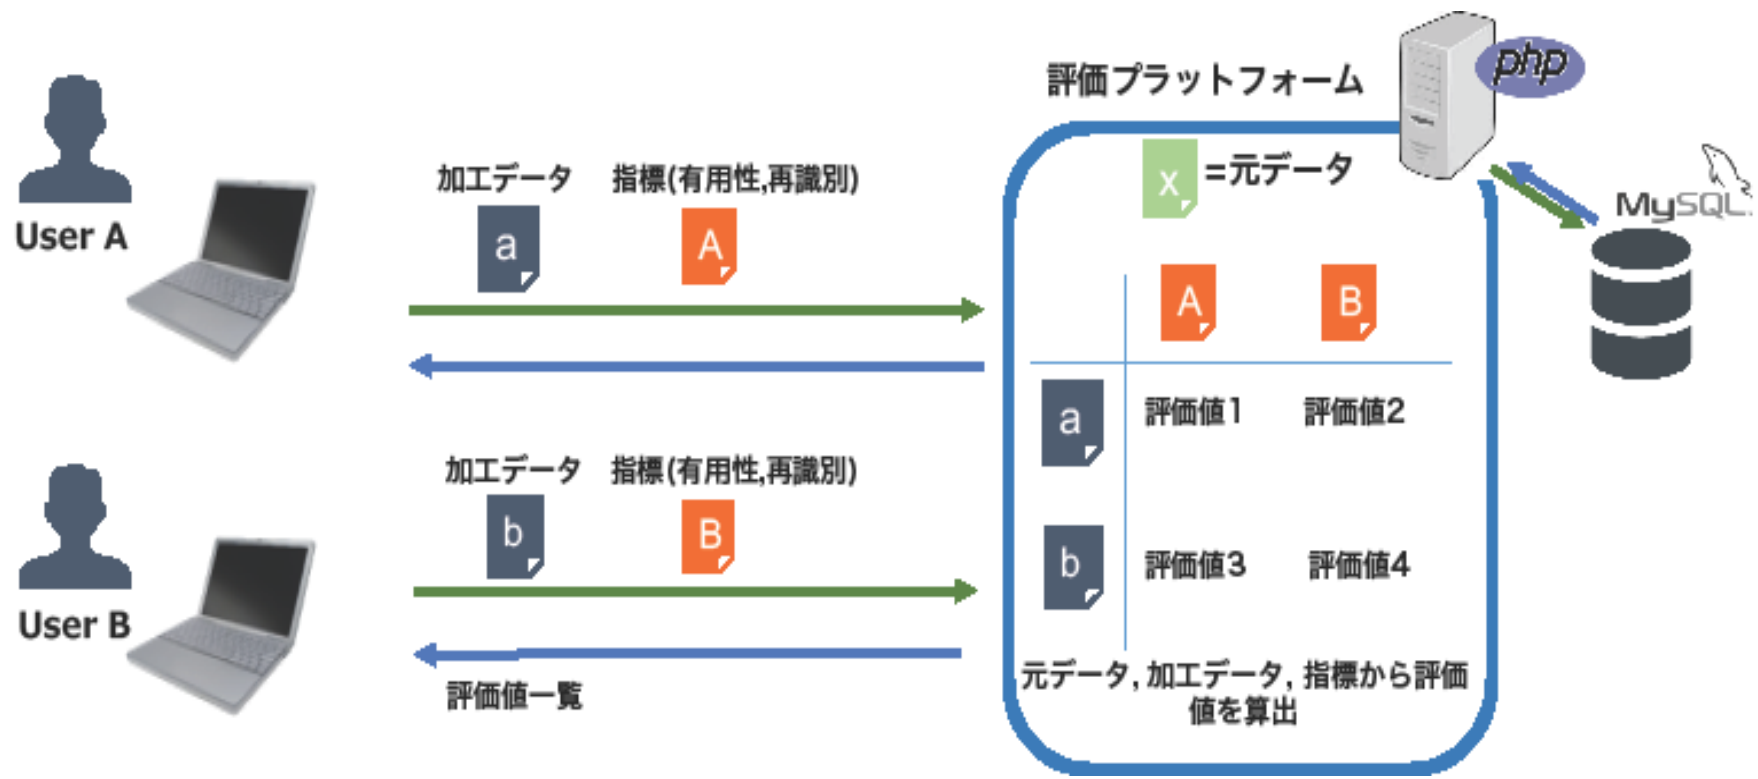 評価プラットフォーム
php
x
=元データ
MySQL
User A
加工データ
指標(有用性,再識別)
a
A
A
B
a
評価値1
評価値2
User B
加工データ
指標(有用性,再識別)
b
B
b
評価値3
評価値4
評価値一覧
元データ, 加工データ, 指標から評価
値を算出